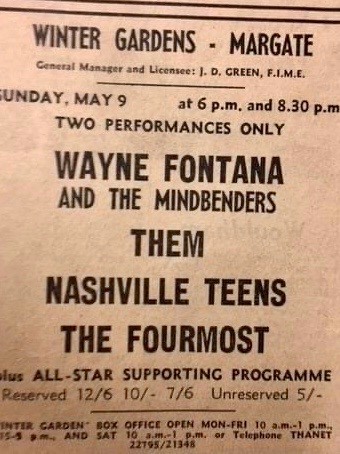 WINTER GARDENS - MARGATE
General Manager and Licensee: J. D. GREEN, F.I.M.E.
SUNDAY, MAY 9 at 6 p.m. and 8.30 p.m
TWO PERFORMANCES ONLY
WAYNE FONTANA
AND THE MINDBENDERS
THEM
NASHVILLE TEENS
THE FOURMOST
plus ALL-STAR SUPPORTING PROGRAMME
Reserved 12/6 10/- 7/6 Unreserved 5/-
WINTER GARDEN BOX OFFICE OPEN MON-FRI 10 a.m.-1 p.m.,
p.m., AND SAT 10 a.m.-1 p.m. or Telephone THANET
22795/21348